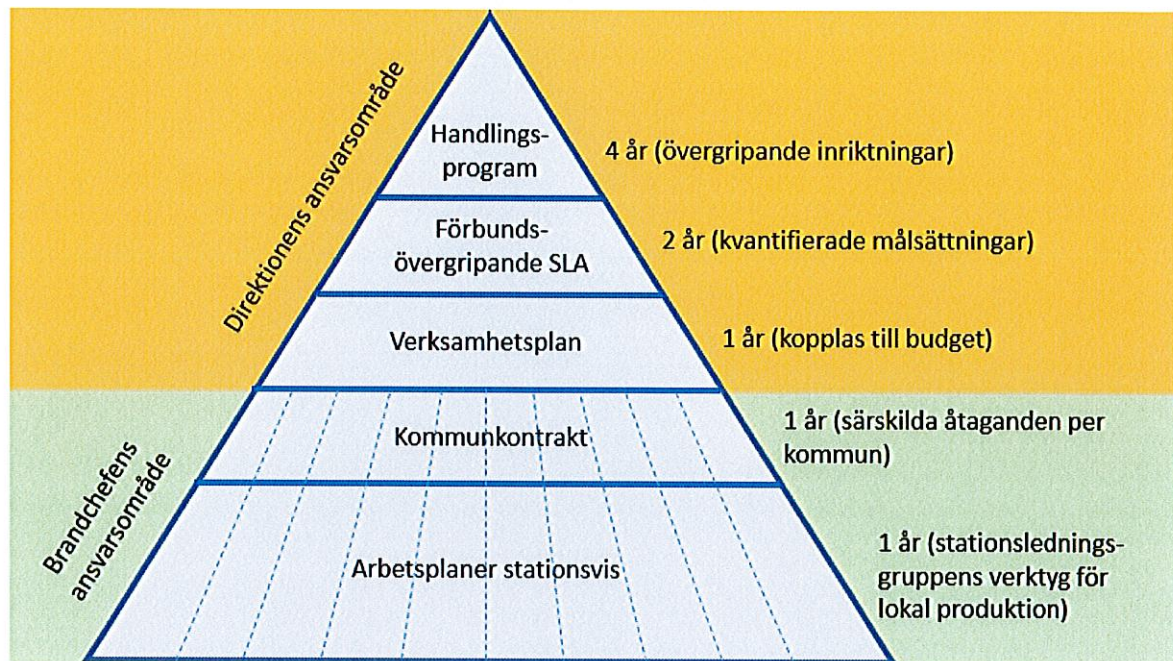 Direktionens ansvarsområde
Handlings-
program
4 år (övergripande inriktningar)
Förbunds-
övergripande SLA
2 år (kvantifierade målsättningar)
Verksamhetsplan
1 år (kopplas till budget)
Brandchefens
ansvarsområde
Kommunkontrakt
1 år (särskilda åtaganden per
kommun)
Arbetsplaner stationsvis
1 år (stationslednings-
gruppens verktyg för
lokal produktion)